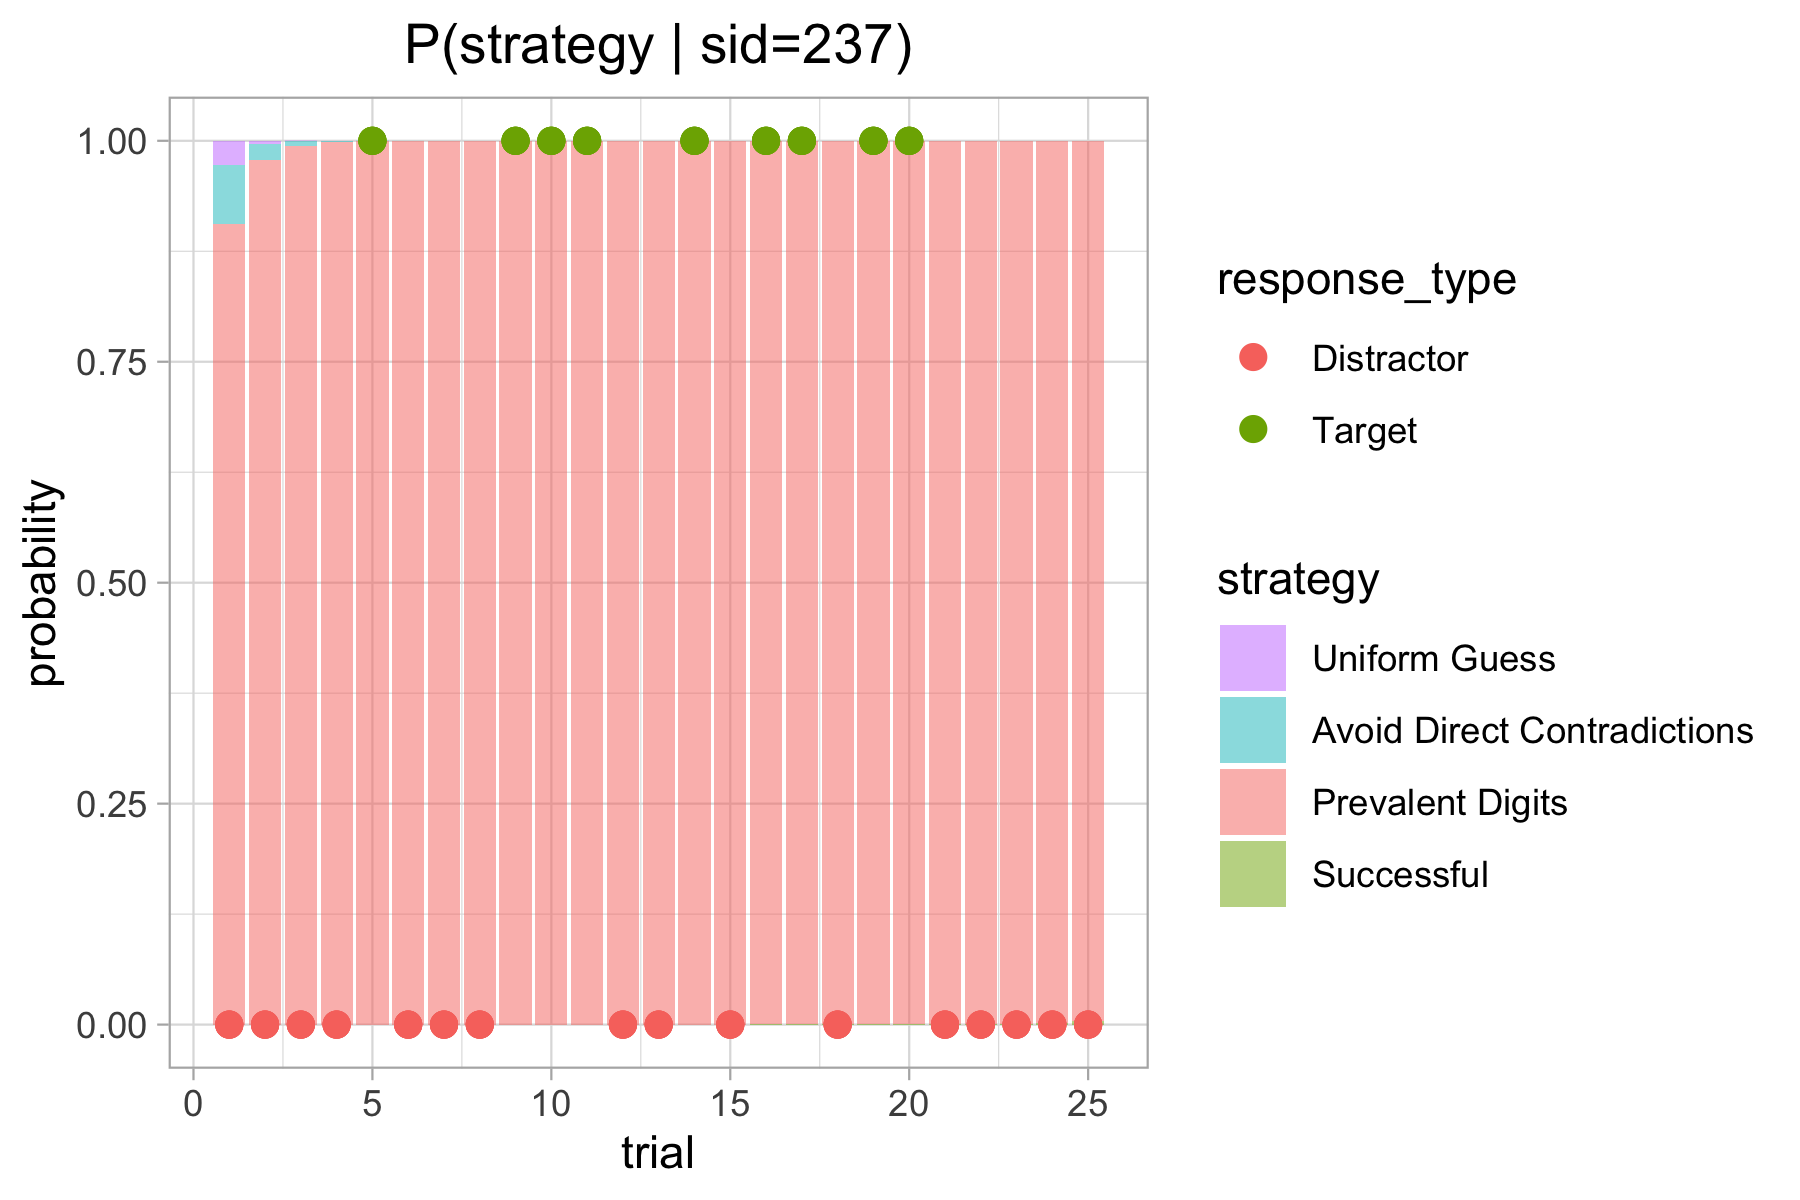 P(strategy | sid=237)
probability
1.00
0.75
0.50
0.25
0.00
0 5 10 15 20 25
trial
response_type
Distractor
Target
strategy
Uniform Guess
Avoid Direct Contradictions
Prevalent Digits
Successful